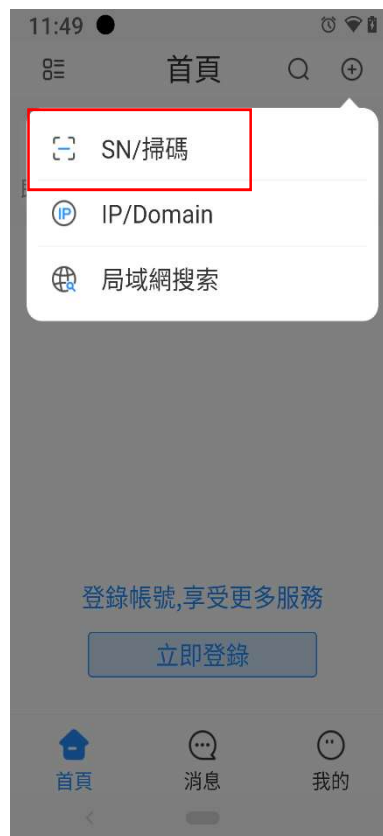 11:49
首頁
SN/掃碼
IP/Domain
局域網搜索
登錄帳號,享受更多服務
立即登錄
首頁
消息
我的